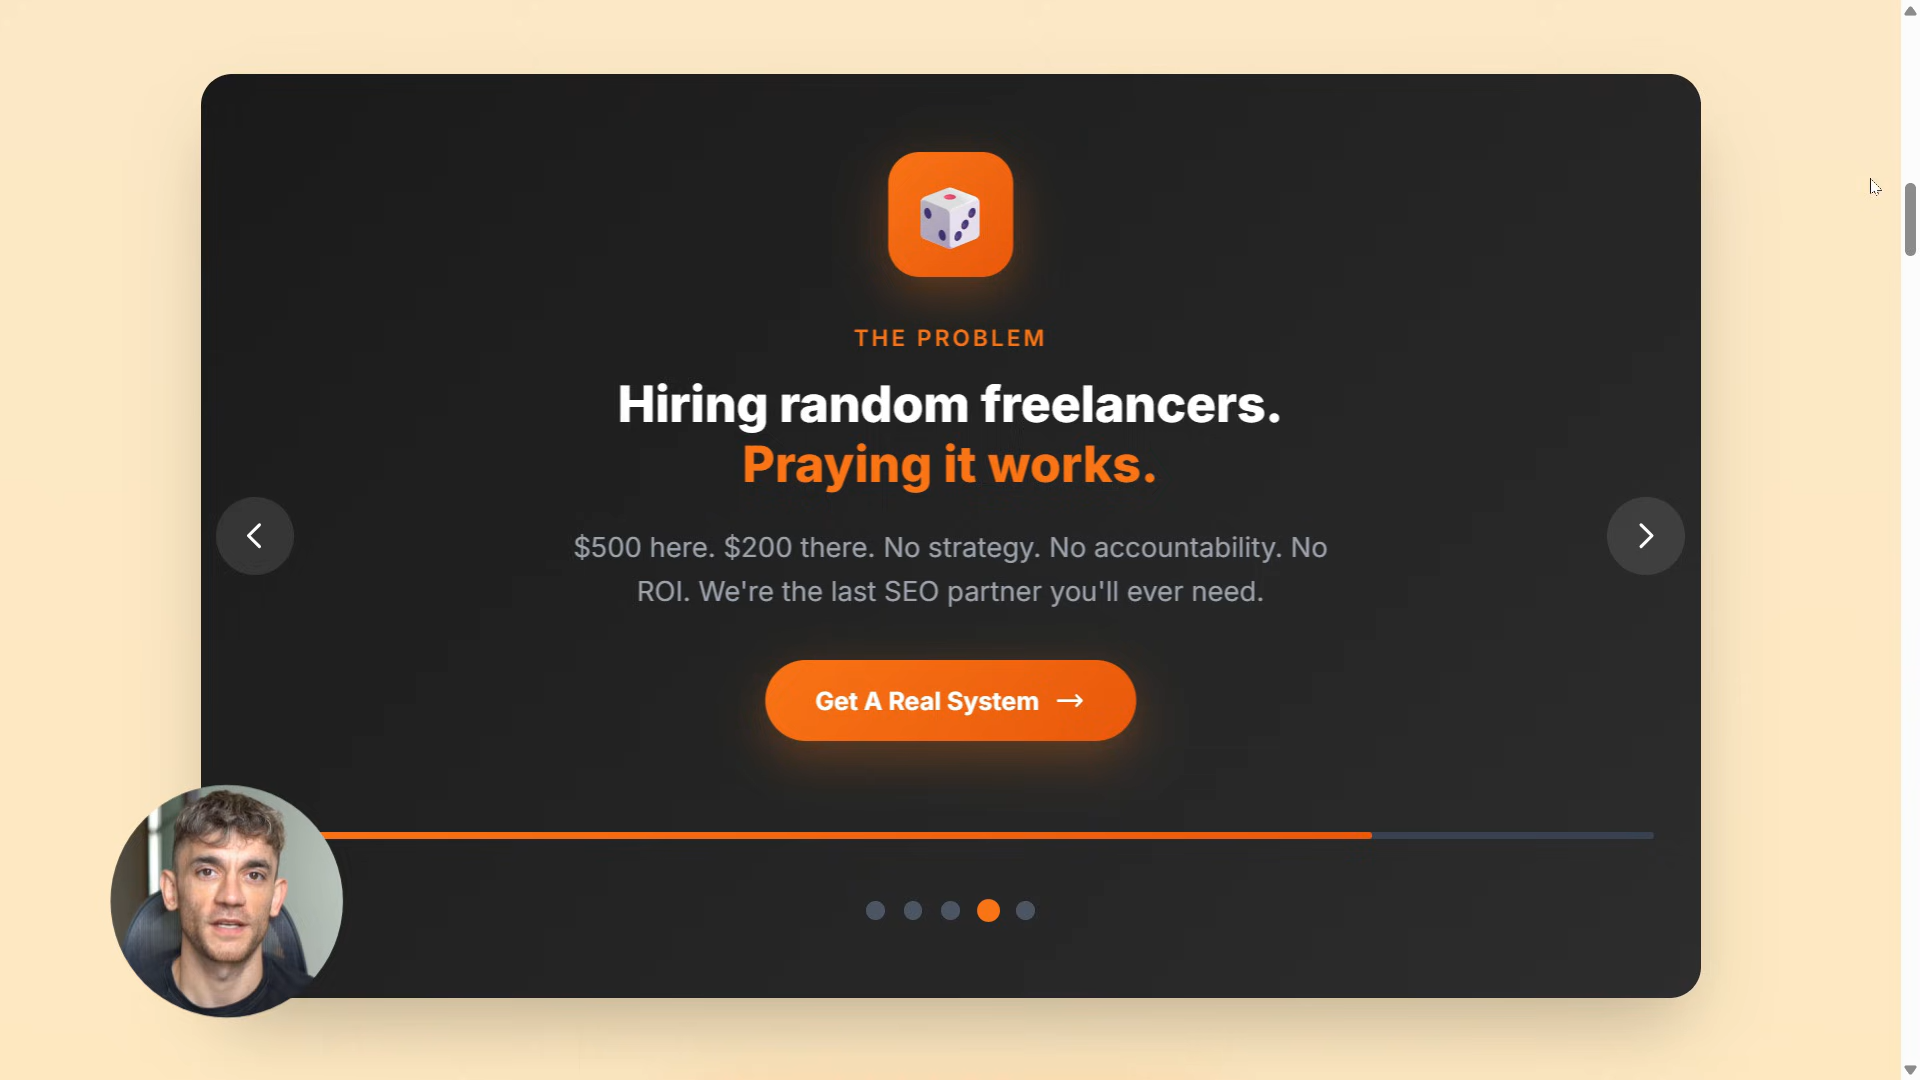 THE PROBLEM
Hiring random freelancers.
Praying it works.
$500 here. $200 there. No strategy. No accountability. No
ROI. We're the last SEO partner you'll ever need.
Get A Real System →